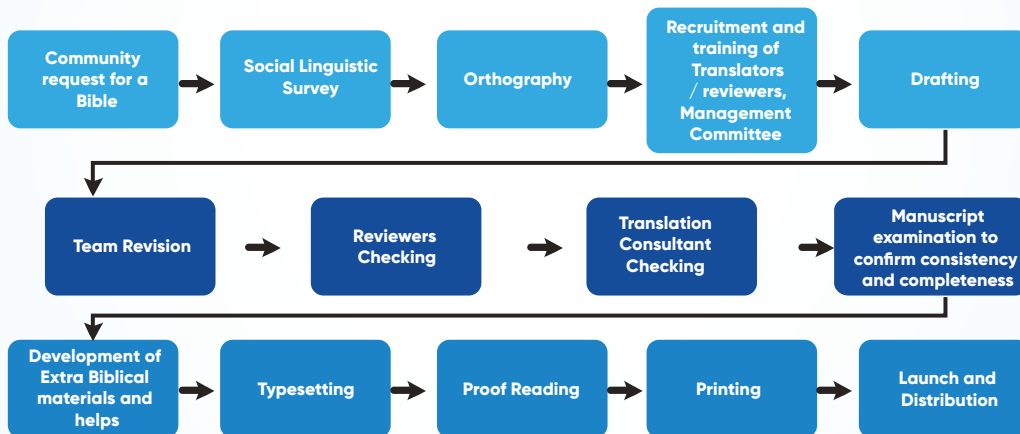 Community
request for a
Bible
Social Linguistic
Survey
Orthography
Recruitment and
training of
Translators
/ reviewers,
Management
Committee
Drafting
Team Revision
Reviewers
Checking
Translation
Consultant
Checking
Manuscript
examination to
confirm consistency
and completeness
Development of
Extra Biblical
materials and
helps
Typesetting
Proof Reading
Printing
Launch and
Distribution